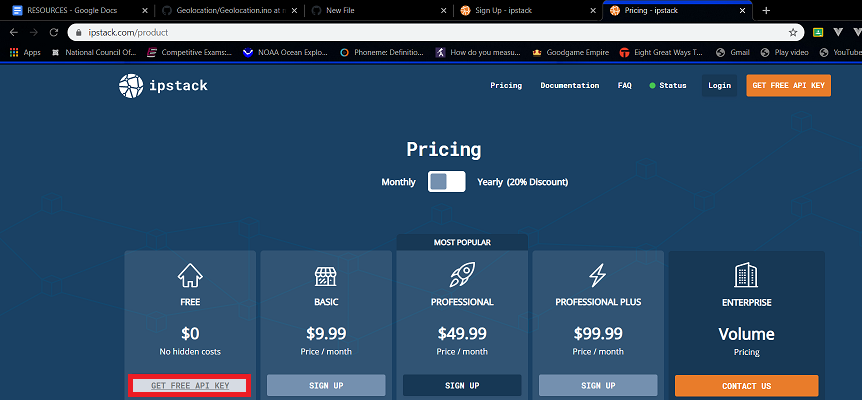 RESOURCES - Google Docs
Geolocation/Geolocation.ino at m
New File
Sign Up - ipstack
Pricing - ipstack
ipstack.com/product
Apps
National Council Of...
Competitive Exams:...
NOAA Ocean Explo...
Phoneme: Definitio...
How do you measu...
Goodgame Empire
Eight Great Ways T...
Gmail
Play video
YouTube
ipstack
Pricing
Documentation
FAQ
Status
Login
GET FREE API KEY
Pricing
Monthly
Yearly (20% Discount)
MOST POPULAR
FREE
BASIC
PROFESSIONAL
PROFESSIONAL PLUS
ENTERPRISE
$0
$9.99
$49.99
$99.99
Volume
No hidden costs
Price / month
Price / month
Price / month
Pricing
GET FREE API KEY
SIGN UP
SIGN UP
SIGN UP
CONTACT US